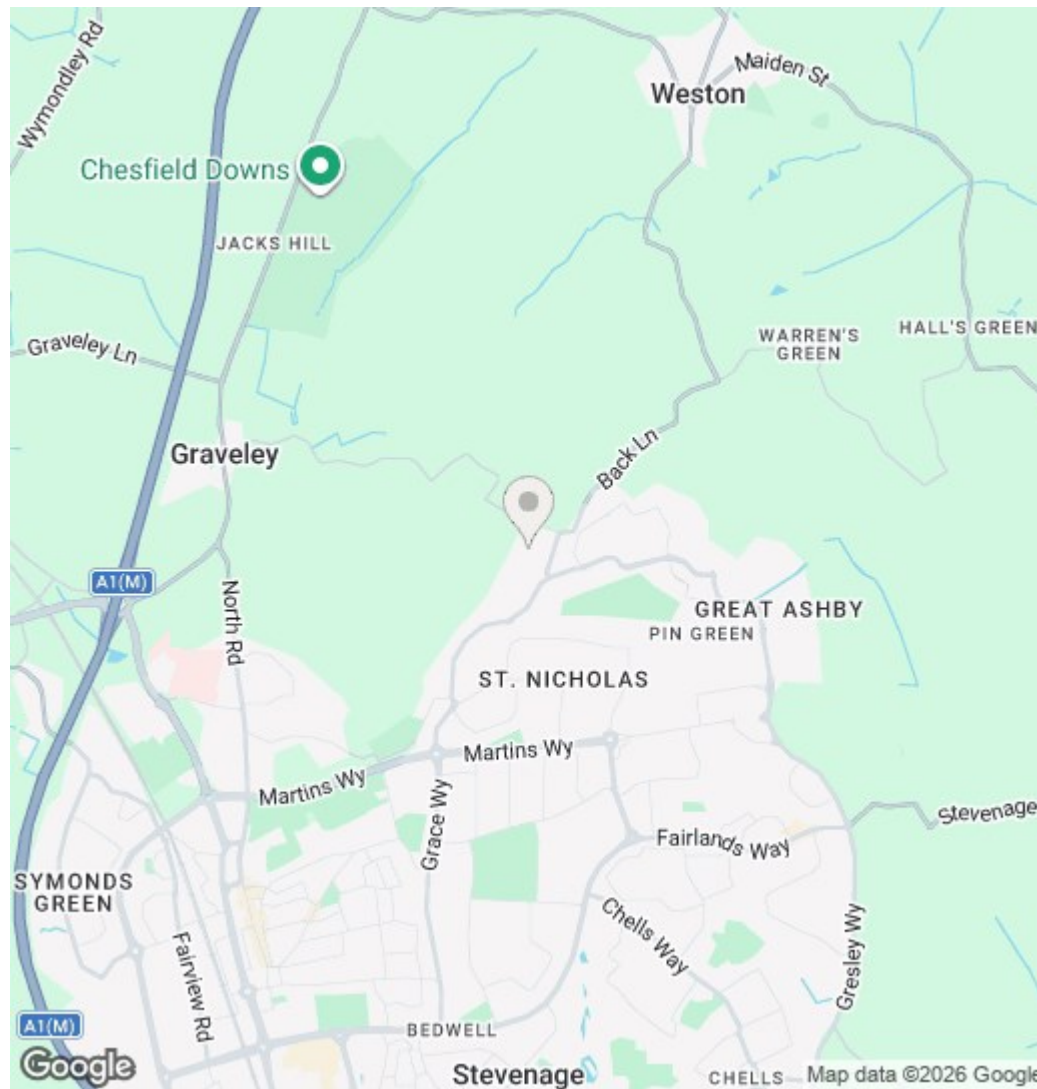 Wymondley Rd
Maiden St
Weston
Chesfield Downs
JACKS HILL
Graveley Ln
WARREN'S
GREEN
HALL'S GREEN
Graveley
Back Ln
A1(M)
North Rd
GREAT ASHBY
PIN GREEN
ST. NICHOLAS
Martins Wy
Martins Wy
Grace Wy
Fairlands Way
Stevenage
SYMONDS
GREEN
Fairview Rd
Chells Way
Gresley Wy
A1(M)
BEDWELL
Stevenage
CHELLS
Google
Map data ©2026 Google